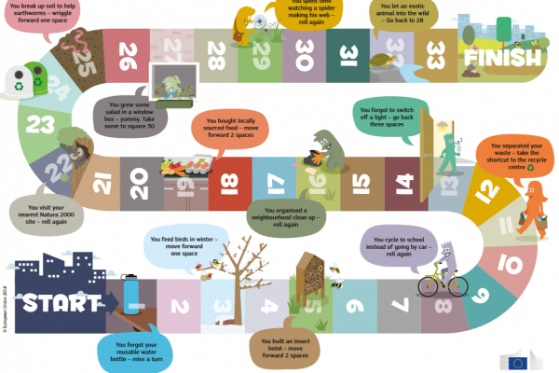 You break up soil to help
earthworms – wriggle
forward one space
You spent time
watching a spider
making his web –
roll again
You let an exotic
animal into the wild
– Go back to 28
25
26
28
29
30
31
33
FINISH
24
You grew some
salad in a window
box – yummy. Take
some to square 30
You bought locally
sourced food – move
forward 2 spaces
You forgot to switch
off a light – go back
three spaces
You separated your
waste – take the
shortcut to the recycle
centre
23
22
21
20
19
18
17
16
15
14
13
12
You visit your
nearest Natura 2000
site – roll again
You organised a
neighbourhood clean up –
roll again
You feed birds in winter –
move forward
one space
You cycle to school
instead of going by car –
roll again
10
START
1
2
3
4
5
6
7
8
9
You forgot your
reusable water
bottle – miss a turn
You built an insect
hotel – move
forward 2 spaces
© European Union 2018